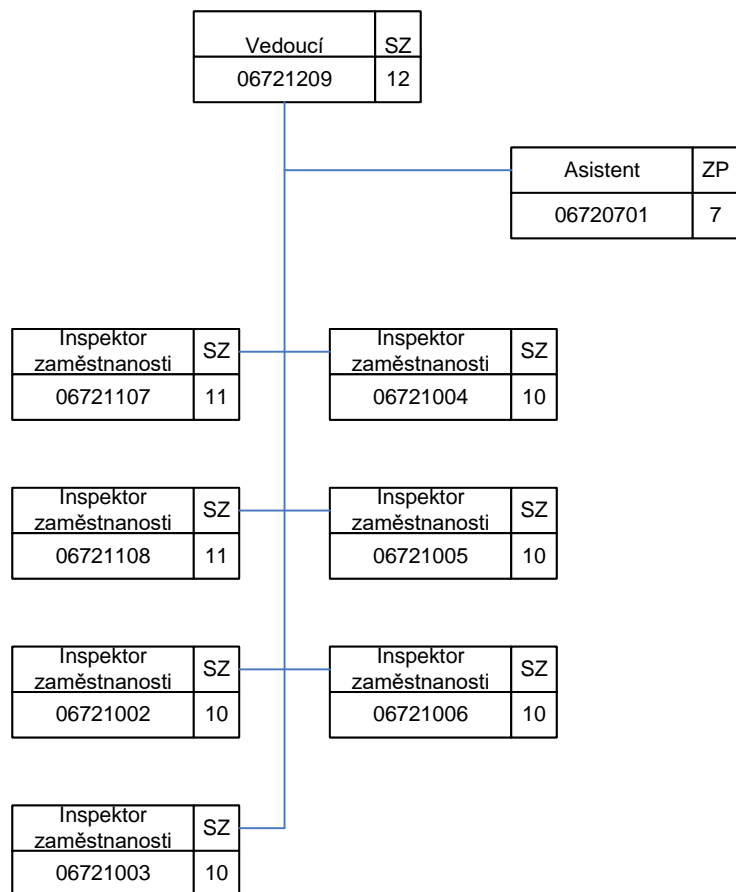 Vedoucí SZ
06721209 12
Asistent ZP
06720701 7
Inspektor
zaměstnanosti SZ
06721107 11
Inspektor
zaměstnanosti SZ
06721004 10
Inspektor
zaměstnanosti SZ
06721108 11
Inspektor
zaměstnanosti SZ
06721005 10
Inspektor
zaměstnanosti SZ
06721002 10
Inspektor
zaměstnanosti SZ
06721006 10
Inspektor
zaměstnanosti SZ
06721003 10